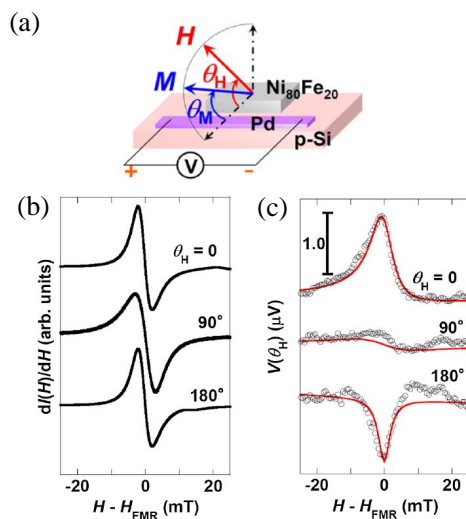 (a)
H
M
θH
θM
Ni80Fe20
Pd
p-Si
+
V
-
(b)
dI(H)/dH (arb. units)
θH = 0
90°
180°
-20
0
20
H - HFMR (mT)
(c)
V(θH) (μV)
1.0
θH = 0
90°
180°
-20
0
20
H - HFMR (mT)